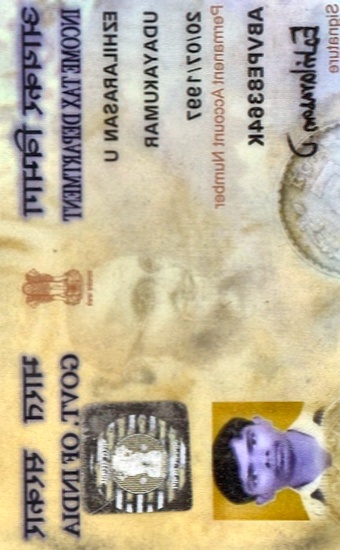 आयकर विभाग
INCOME TAX DEPARTMENT
भारत सरकार
GOVT. OF INDIA
EZHILARASAN U
UDAYAKUMAR
20/07/1997
Permanent Account Number
ABVPE8364K
Signature